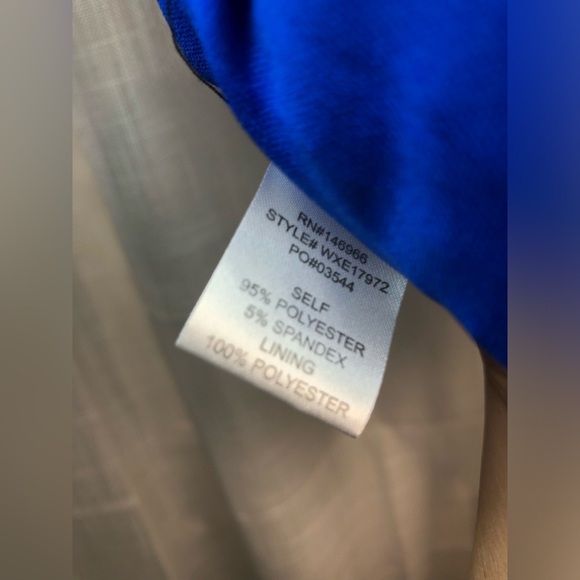 RN#146966
STYLE# WXE17972
PO#03544
SELF
95% POLYESTER
5% SPANDEX
LINING
100% POLYESTER